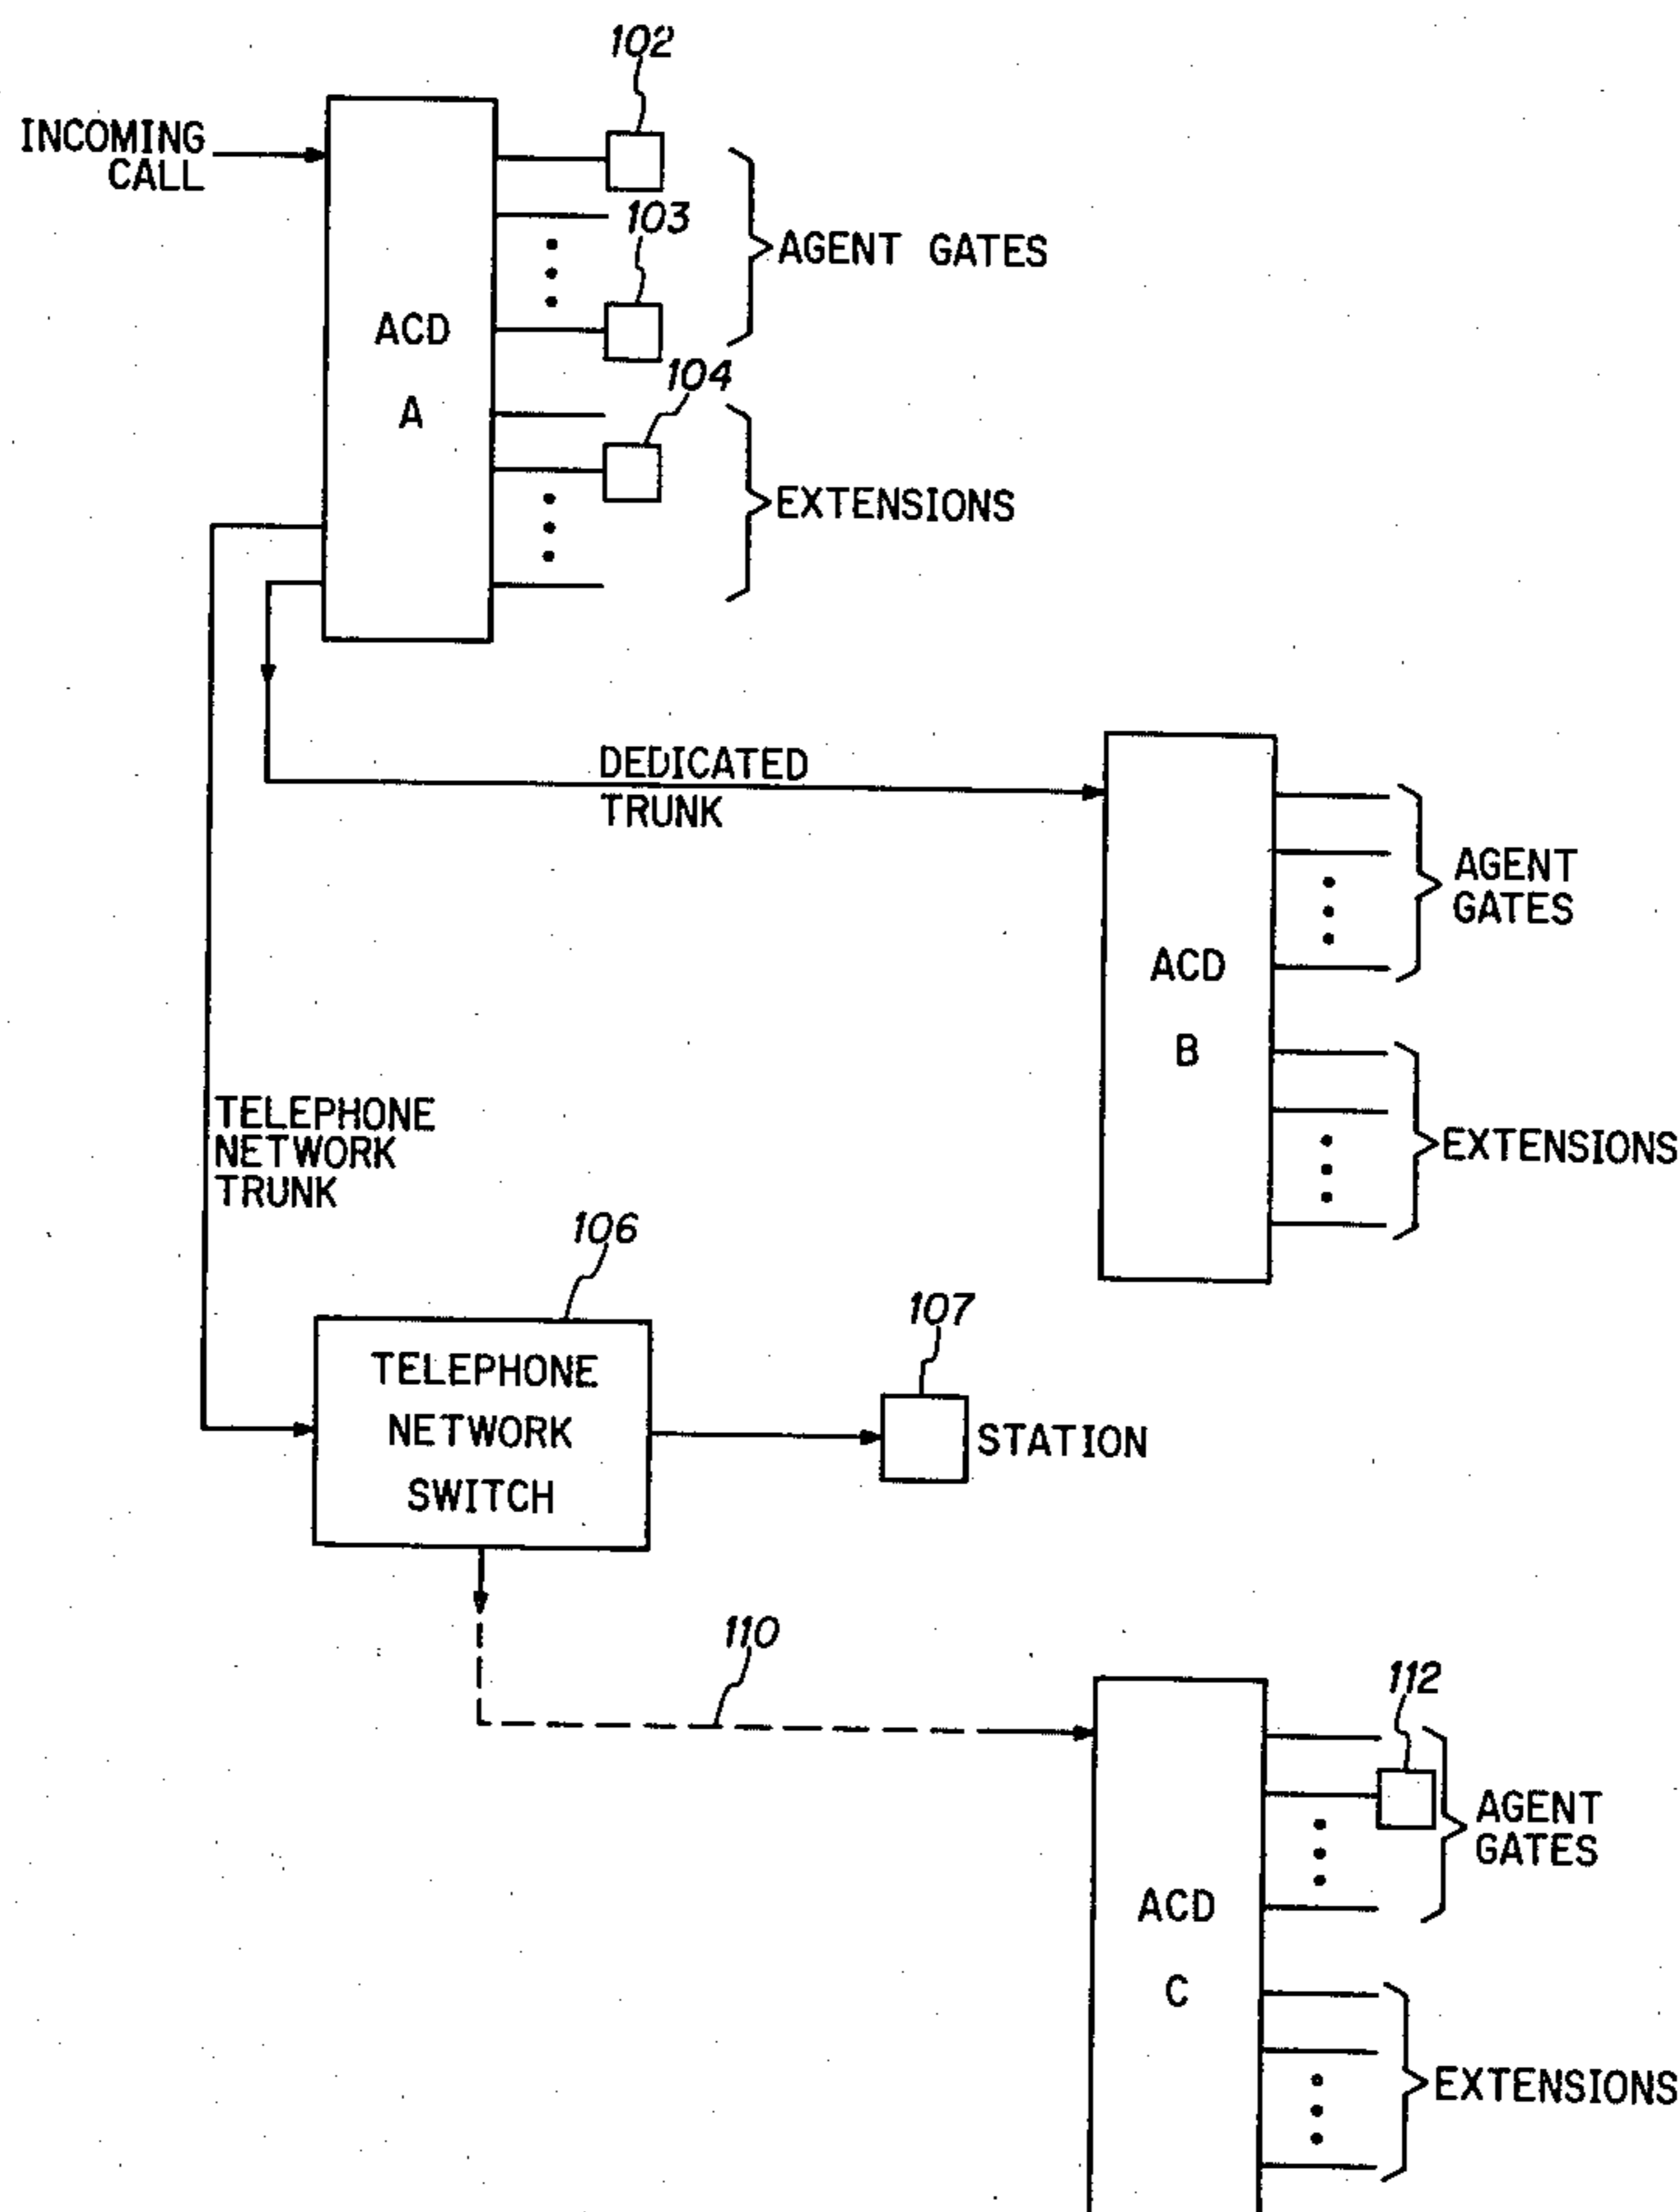 102
INCOMING
CALL
103
AGENT GATES
ACD
A
104
EXTENSIONS
DEDICATED
TRUNK
AGENT
GATES
ACD
B
EXTENSIONS
TELEPHONE
NETWORK
TRUNK
106
107
TELEPHONE
NETWORK
SWITCH
STATION
110
112
AGENT
GATES
ACD
C
EXTENSIONS